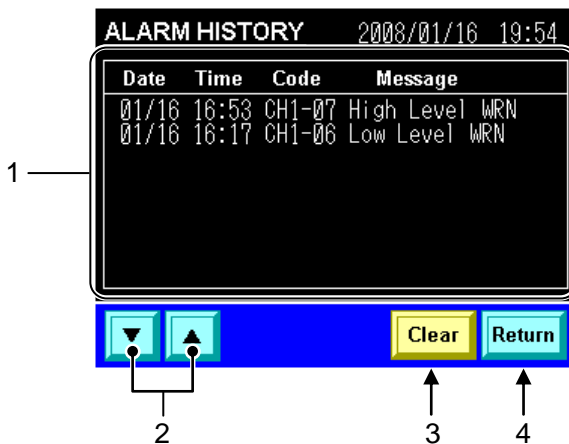 ALARM HISTORY 2008/01/16 19:54
Date Time Code Message
01/16 16:53 CH1-07 High Level WRN
01/16 16:17 CH1-06 Low Level WRN
1
▼ ▲ Clear Return
2 3 4